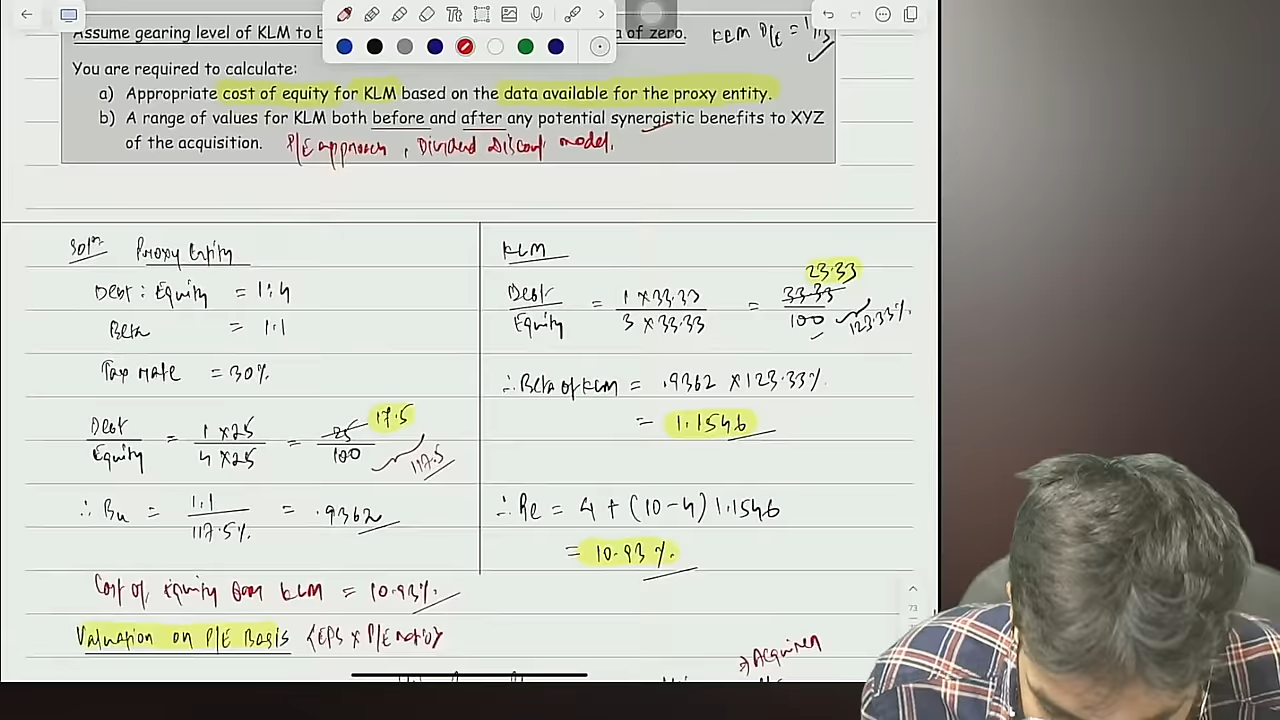 Assume gearing level of KLM to b
a of zero.
KLM D/E = 1/3
You are required to calculate:
a) Appropriate cost of equity for KLM based on the data available for the proxy entity.
b) A range of values for KLM both before and after any potential synergistic benefits to XYZ
of the acquisition. P/E approach, Dividend Discount model.
Soln Proxy Entity
Debt : Equity = 1:4
Beta = 1.1
Tax rate = 30%
Debt/Equity = 1 x 25 / 4 x 25 = 25 17.5 / 100 117.5
∴ Bu = 1.1 / 117.5% = .9362
Cost of Equity for KLM = 10.93%
Valuation on P/E Basis {EPS x P/E ratio}
KLM
Debt/Equity = 1 x 33.33 / 3 x 33.33 = 33.33 23.33 / 100 123.33%
∴ Beta of KLM = .9362 x 123.33%
= 1.1546
∴ Re = 4 + (10-4) 1.1546
= 10.93%
73
→ Acquirer